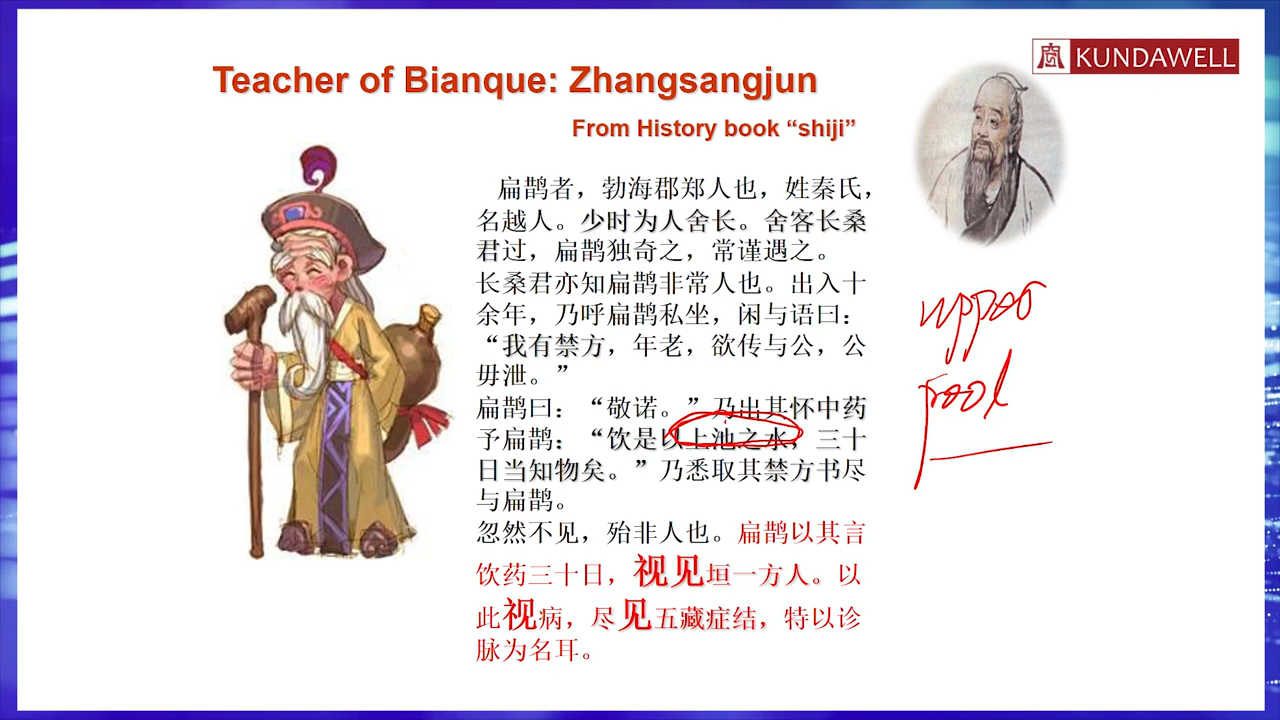 KUNDAWELL
Teacher of Bianque: Zhangsangjun
From History book “shiji”
扁鹊者，勃海郡郑人也，姓秦氏，
名越人。少时为人舍长。舍客长桑
君过，扁鹊独奇之，常谨遇之。
长桑君亦知扁鹊非常人也。出入十
余年，乃呼扁鹊私坐，闲与语曰：
“我有禁方，年老，欲传与公，公
毋泄。”
扁鹊曰：“敬诺。”乃出其怀中药
予扁鹊：“饮是以上池之水，三十
日当知物矣。”乃悉取其禁方书尽
与扁鹊。
忽然不见，殆非人也。扁鹊以其言
饮药三十日，视见垣一方人。以
此视病，尽见五藏症结，特以诊
脉为名耳。
upper
pool